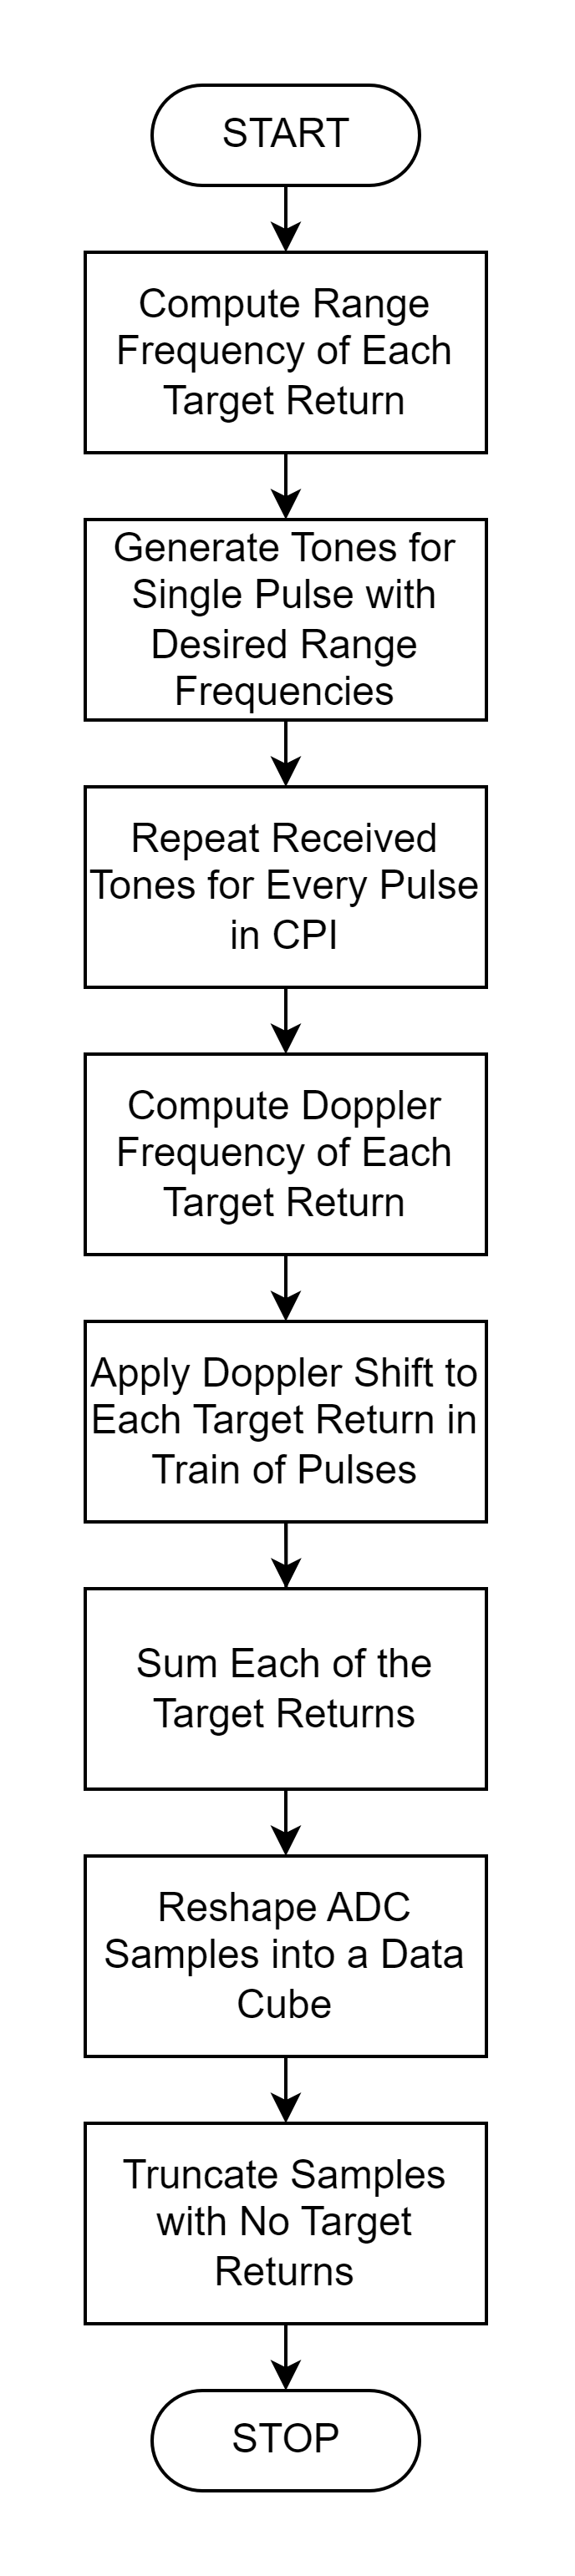 START
Compute Range
Frequency of Each
Target Return
Generate Tones for
Single Pulse with
Desired Range
Frequencies
Repeat Received
Tones for Every Pulse
in CPI
Compute Doppler
Frequency of Each
Target Return
Apply Doppler Shift to
Each Target Return in
Train of Pulses
Sum Each of the
Target Returns
Reshape ADC
Samples into a Data
Cube
Truncate Samples
with No Target
Returns
STOP